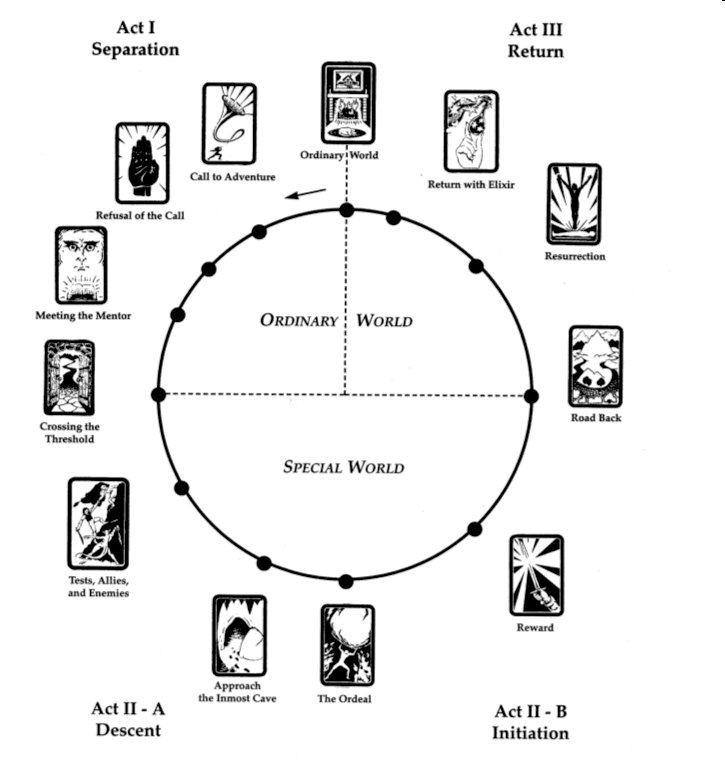 Act I
Separation
Act III
Return
Ordinary World
Call to Adventure
Return with Elixir
Refusal of the Call
Resurrection
Meeting the Mentor
ORDINARY WORLD
Crossing the
Threshold
Road Back
SPECIAL WORLD
Tests, Allies,
and Enemies
Reward
Approach
the Inmost Cave
The Ordeal
Act II - A
Descent
Act II - B
Initiation